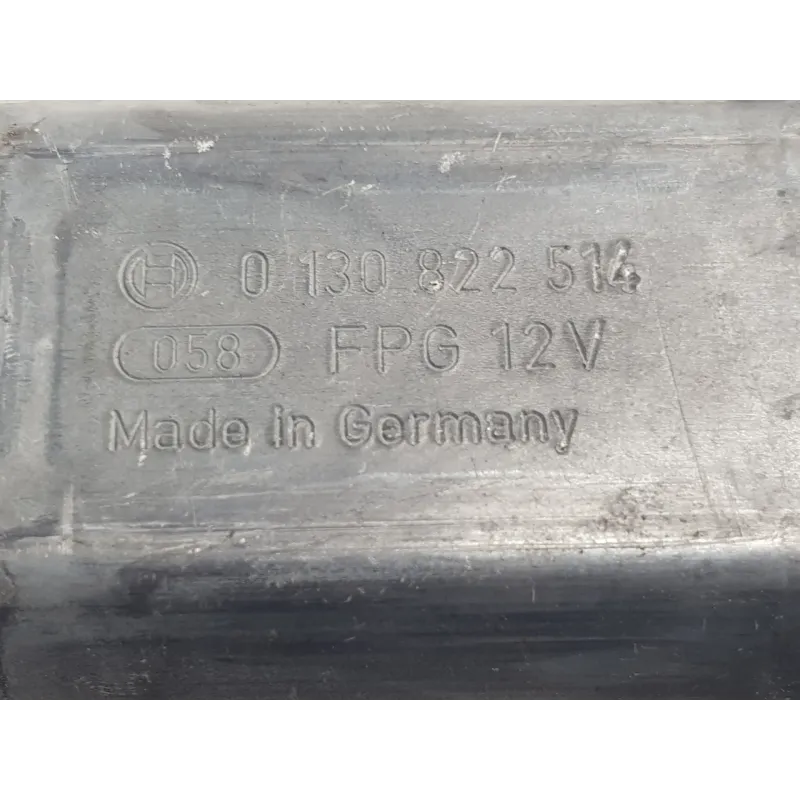 0 130 822 514
058 FPG 12V
Made in Germany